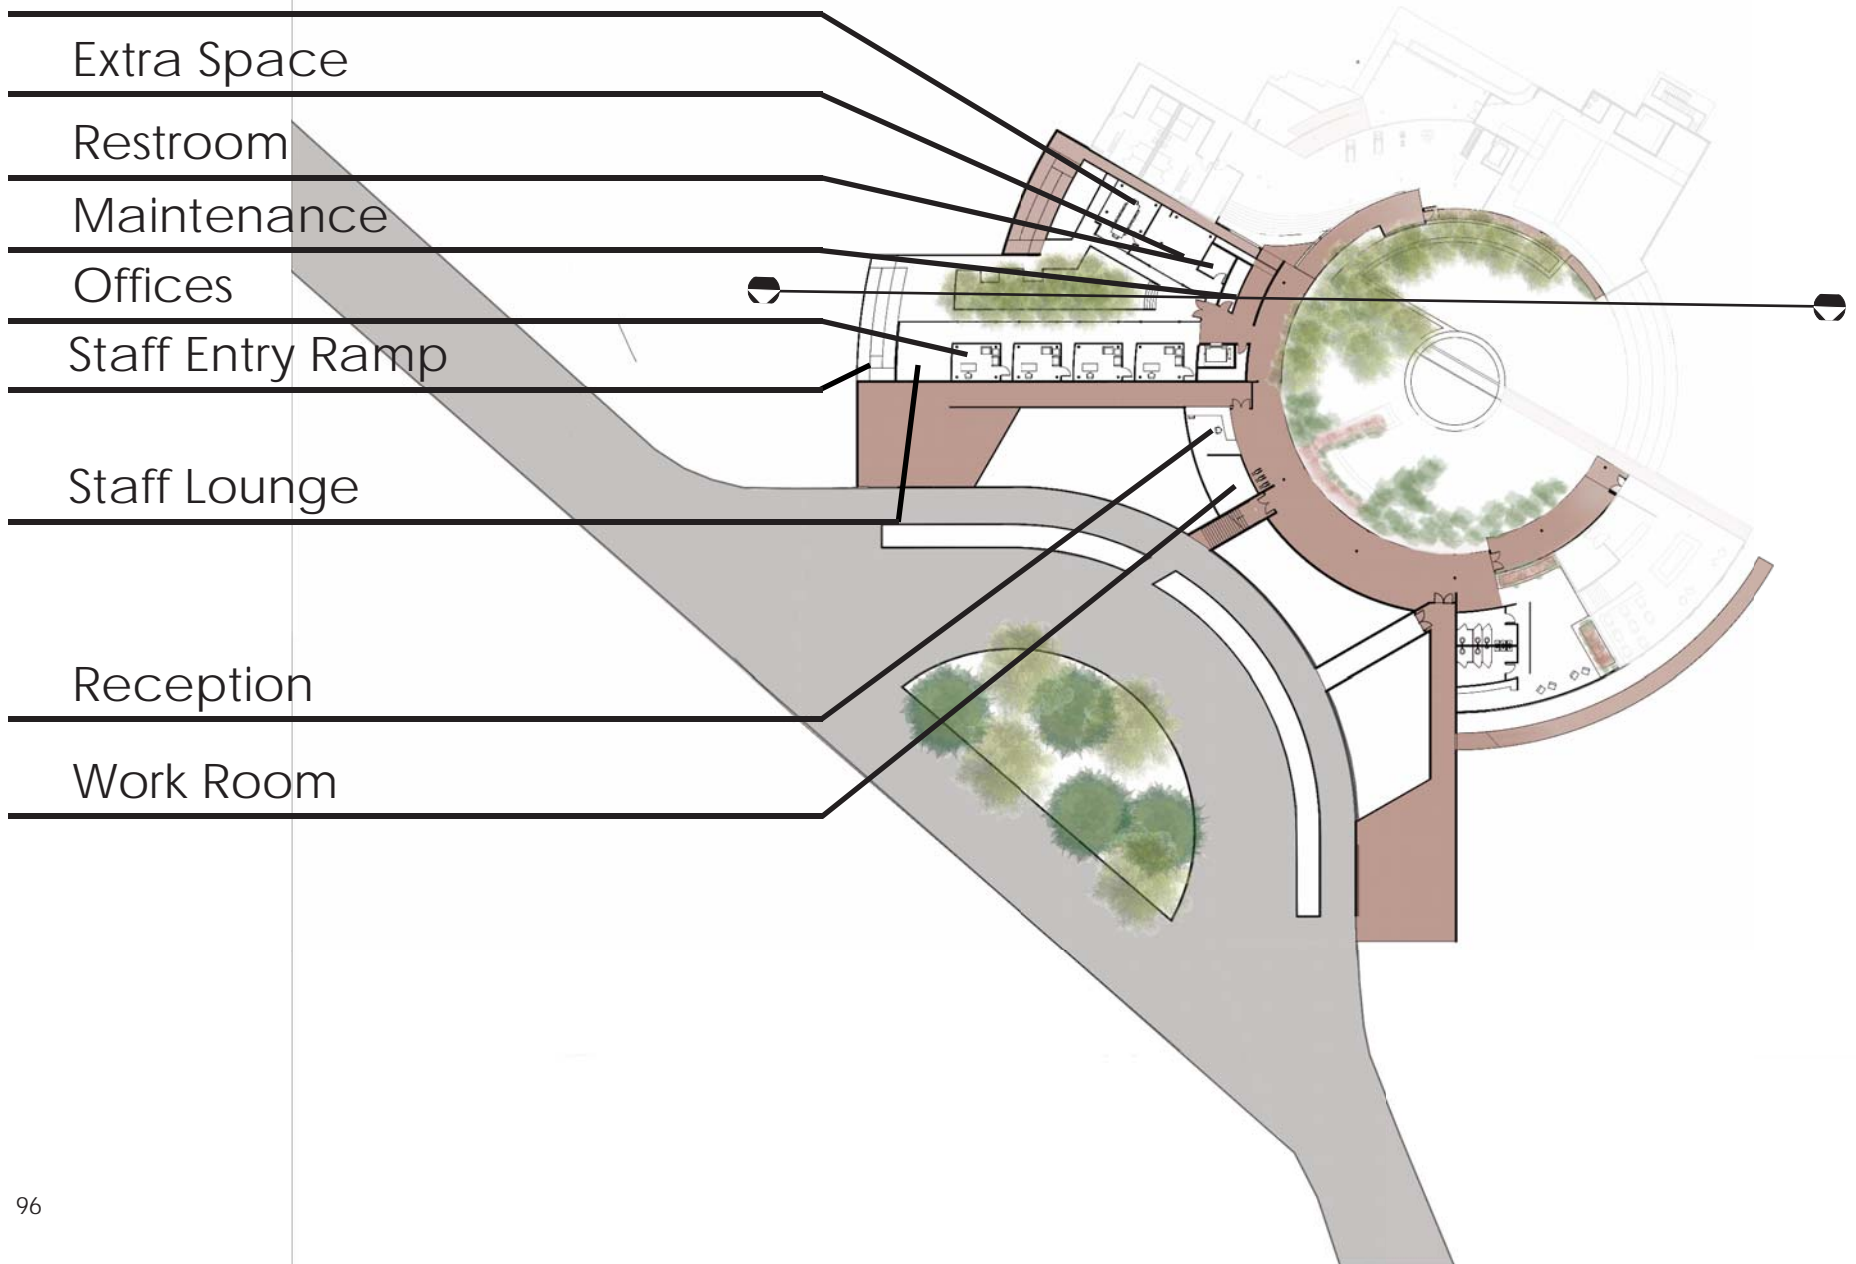 Extra Space
Restroom
Maintenance
Offices
Staff Entry Ramp
Staff Lounge
Reception
Work Room
96